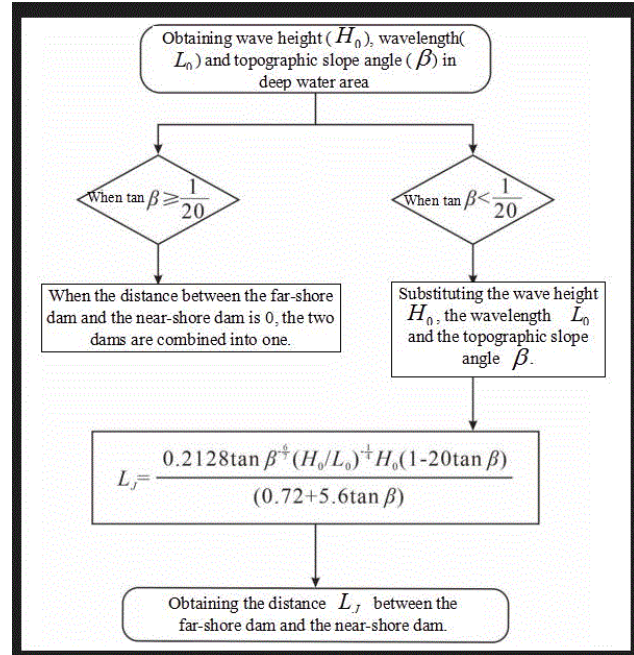 Obtaining wave height ( H₀ ), wavelength(
L₀ ) and topographic slope angle ( β ) in
deep water area
When tan β ≥ 1/20
When tan β < 1/20
When the distance between the far-shore
dam and the near-shore dam is 0, the two
dams are combined into one.
Substituting the wave height
H₀, the wavelength L₀
and the topographic slope
angle β.
0.2128tan β (H₀/L₀) H₀(1-20tan β)
L_J=
(0.72+5.6tan β)
Obtaining the distance L_J between the
far-shore dam and the near-shore dam.